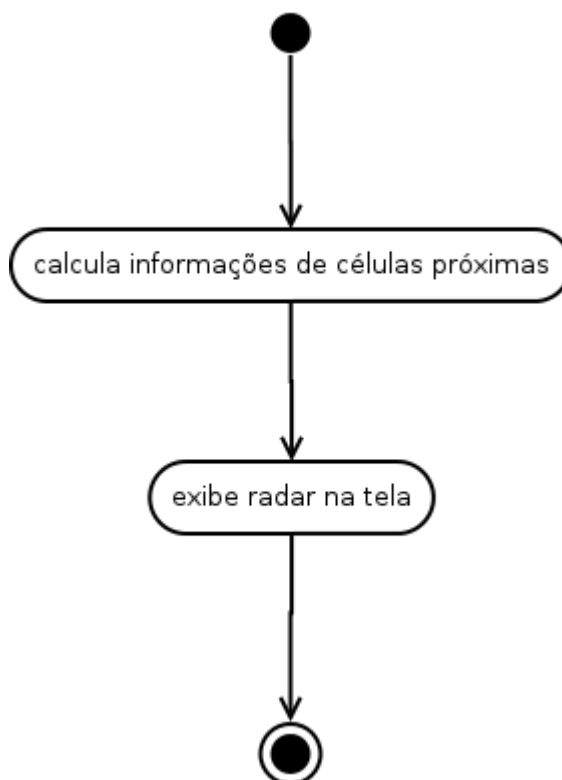 calcula informações de células próximas
exibe radar na tela